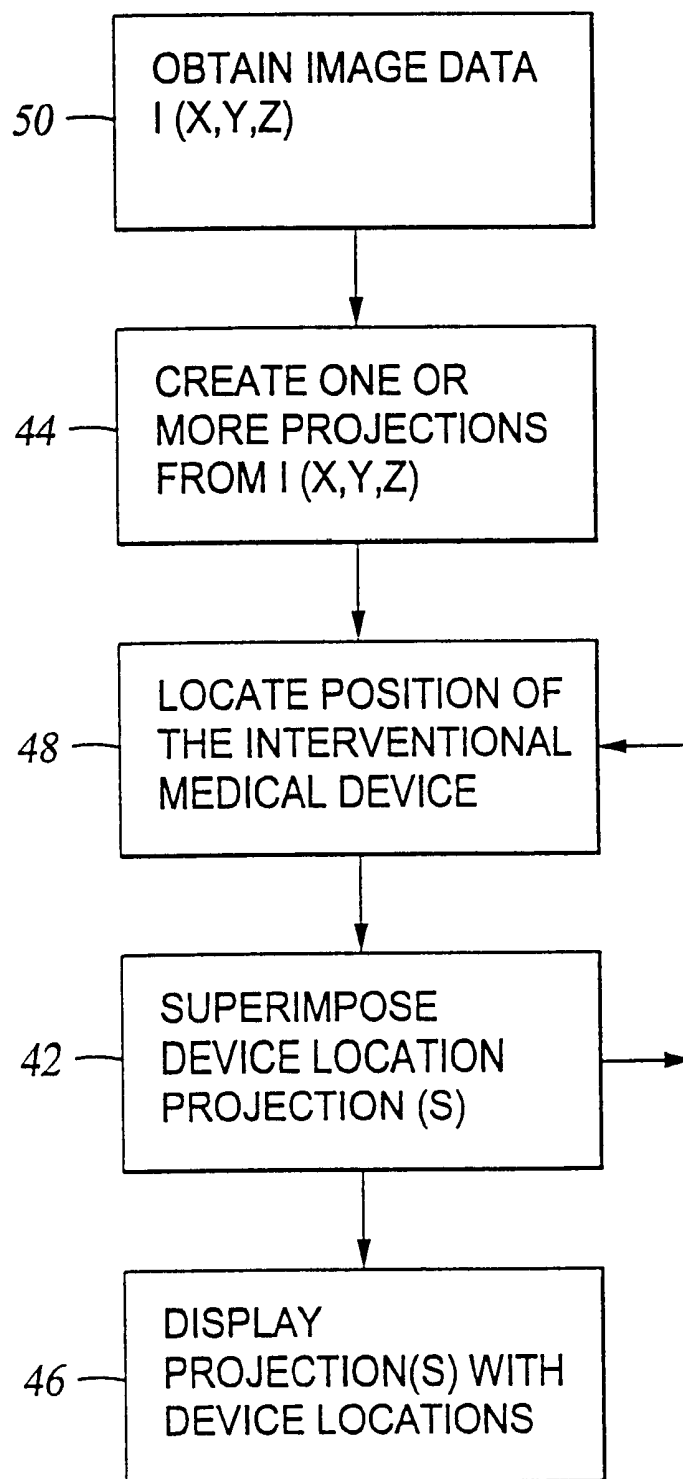 OBTAIN IMAGE DATA
50
I (X,Y,Z)
CREATE ONE OR
44
MORE PROJECTIONS
FROM I (X,Y,Z)
LOCATE POSITION OF
48
THE INTERVENTIONAL
MEDICAL DEVICE
SUPERIMPOSE
42
DEVICE LOCATION
PROJECTION (S)
DISPLAY
46
PROJECTION(S) WITH
DEVICE LOCATIONS